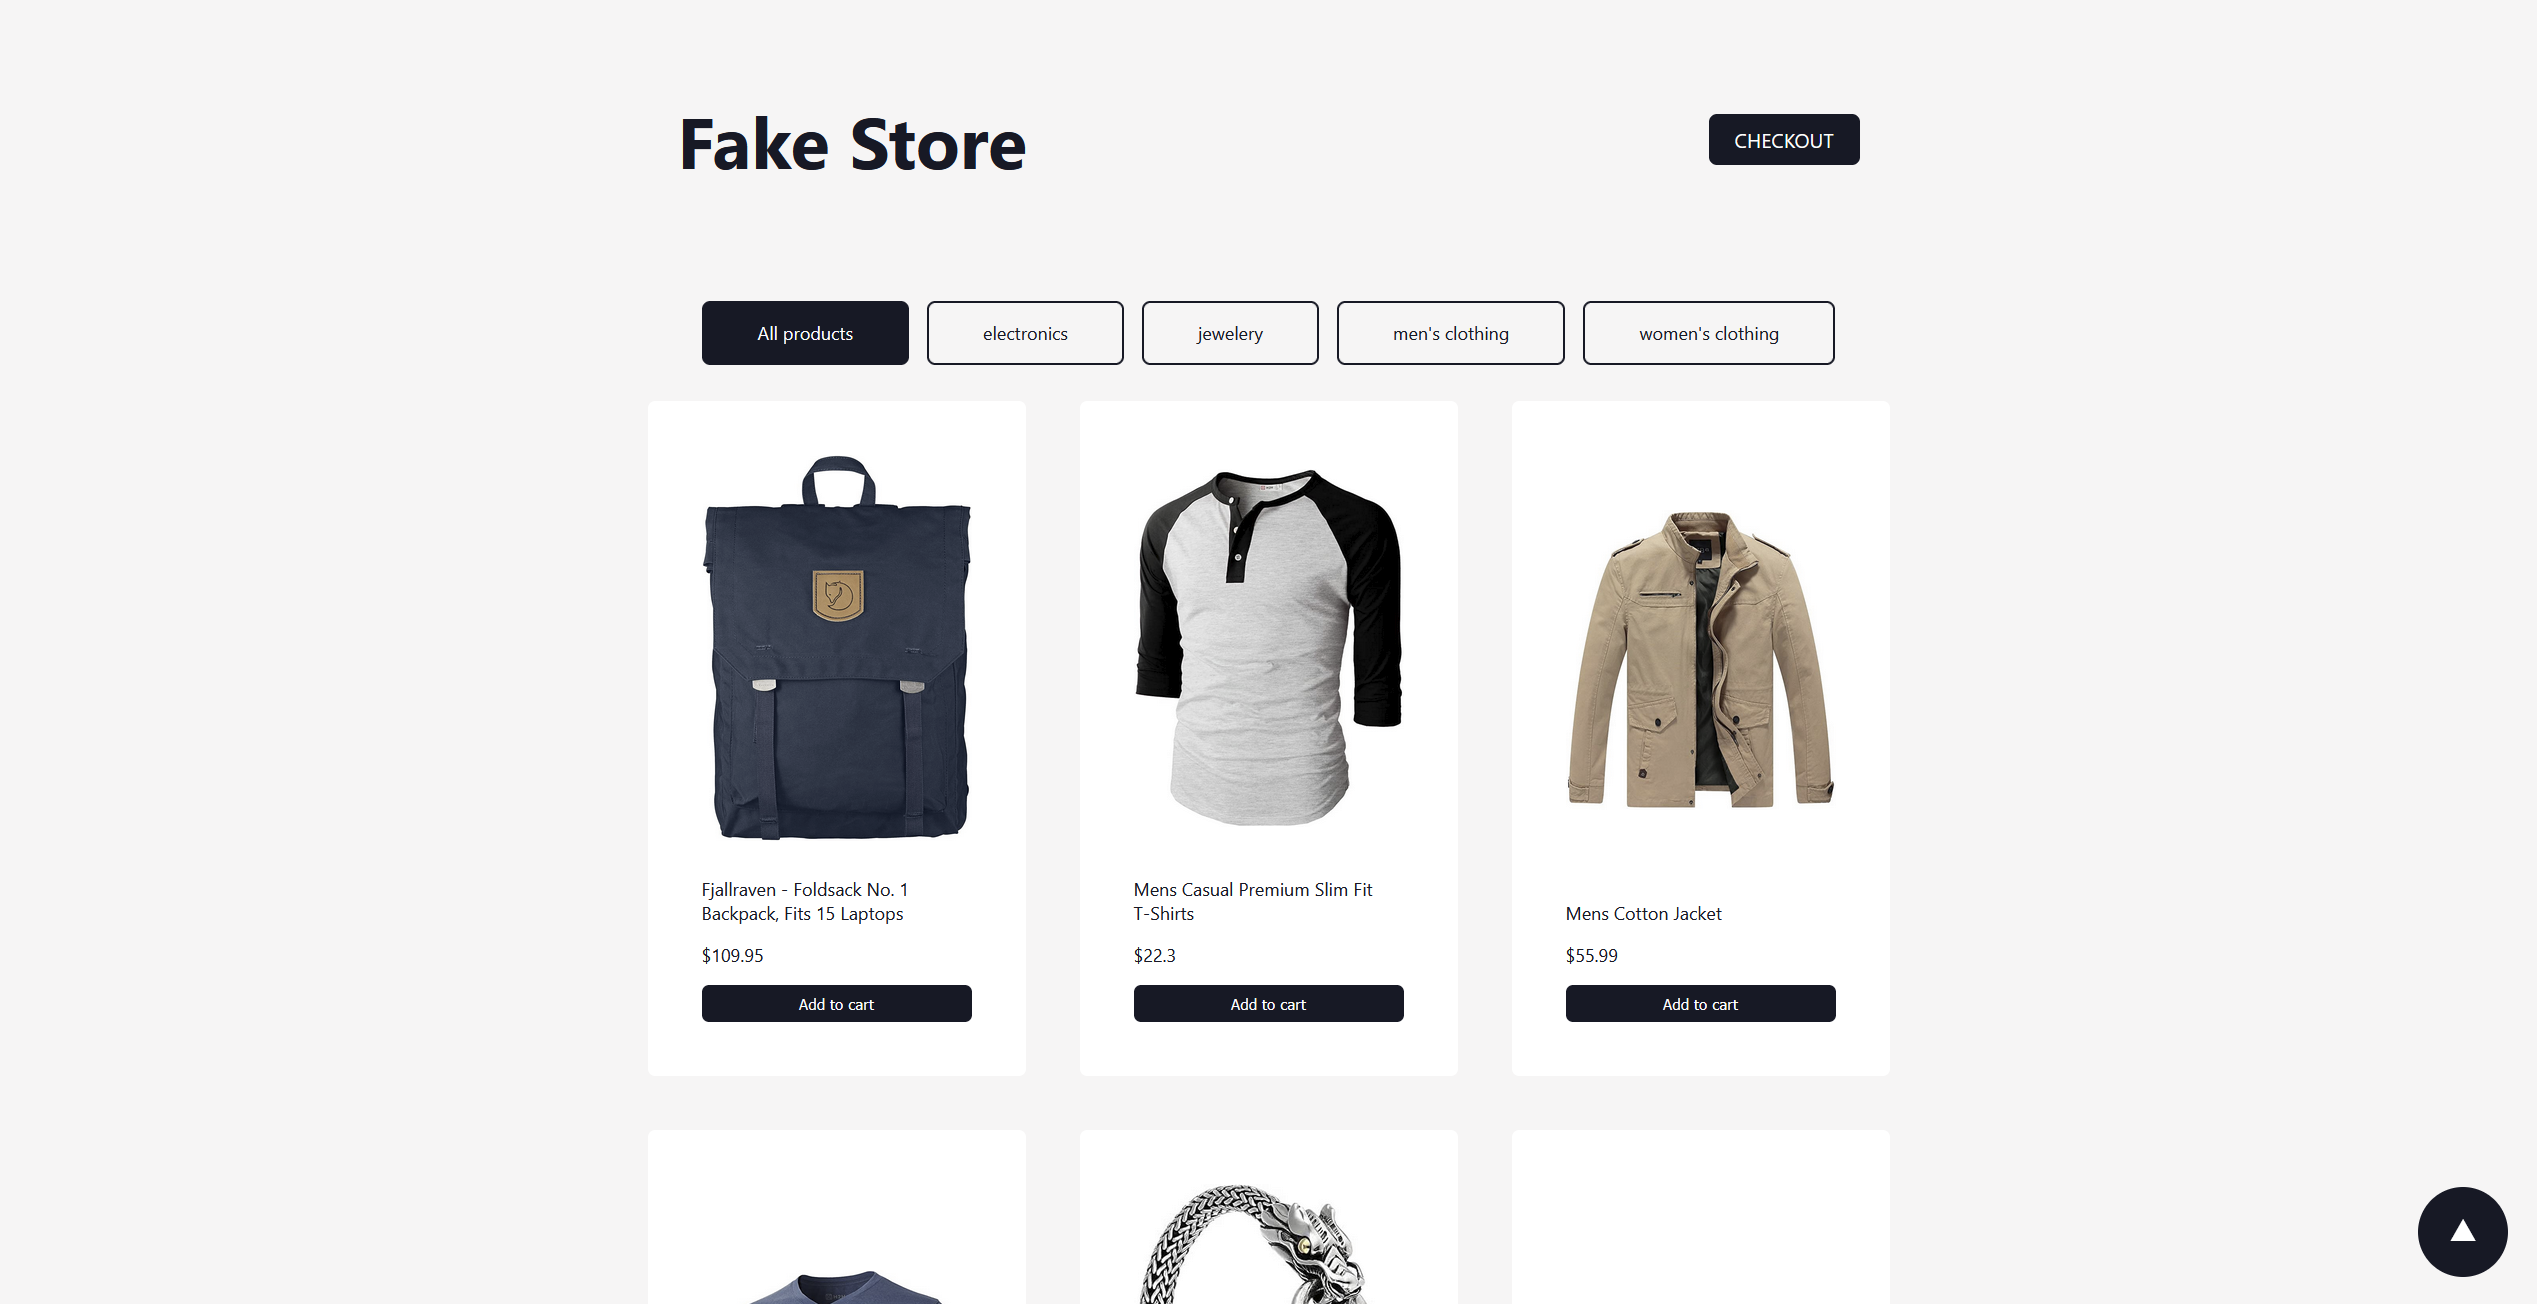 Fake Store
CHECKOUT
All products
electronics
jewelery
men's clothing
women's clothing
Fjallraven - Foldsack No. 1
Backpack, Fits 15 Laptops
$109.95
Add to cart
Mens Casual Premium Slim Fit
T-Shirts
$22.3
Add to cart
Mens Cotton Jacket
$55.99
Add to cart